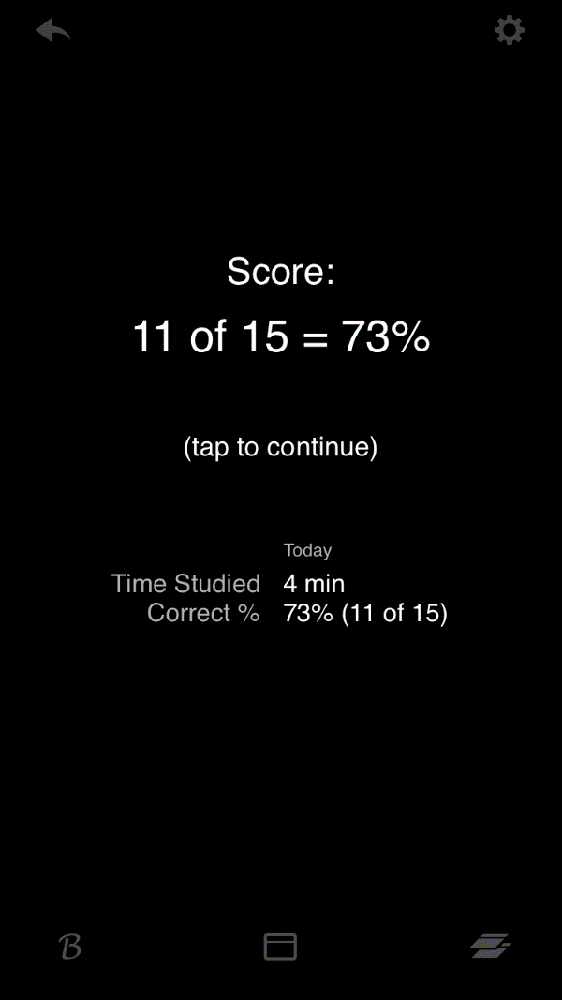 Score:
11 of 15 = 73%
(tap to continue)
Today
Time Studied 4 min
Correct % 73% (11 of 15)
B